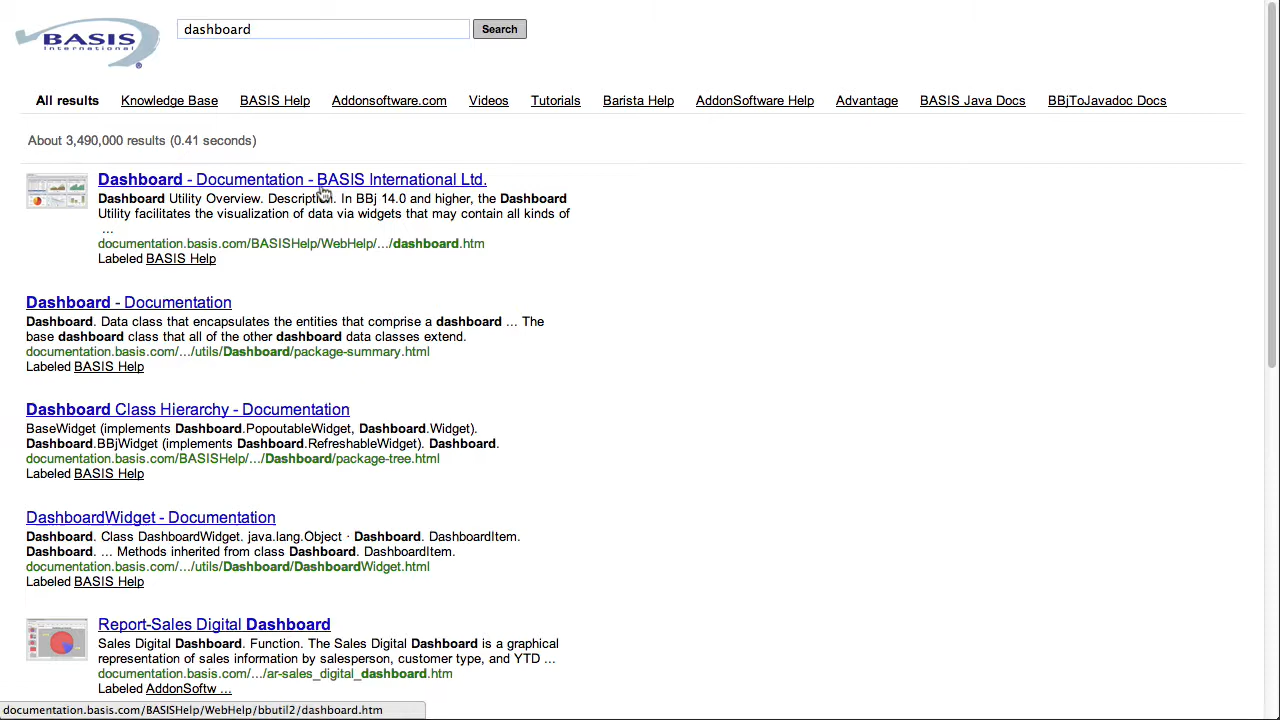 BASIS
International
®
dashboard
Search
All results Knowledge Base BASIS Help Addonsoftware.com Videos Tutorials Barista Help AddonSoftware Help Advantage BASIS Java Docs BBjToJavadoc Docs
About 3,490,000 results (0.41 seconds)
Dashboard - Documentation - BASIS International Ltd.
Dashboard Utility Overview. Description. In BBj 14.0 and higher, the Dashboard
Utility facilitates the visualization of data via widgets that may contain all kinds of
...
documentation.basis.com/BASISHelp/WebHelp/.../dashboard.htm
Labeled BASIS Help
Dashboard - Documentation
Dashboard. Data class that encapsulates the entities that comprise a dashboard ... The
base dashboard class that all of the other dashboard data classes extend.
documentation.basis.com/.../utils/Dashboard/package-summary.html
Labeled BASIS Help
Dashboard Class Hierarchy - Documentation
BaseWidget (implements Dashboard.PopoutableWidget, Dashboard.Widget).
Dashboard.BBjWidget (implements Dashboard.RefreshableWidget). Dashboard.
documentation.basis.com/BASISHelp/.../Dashboard/package-tree.html
Labeled BASIS Help
DashboardWidget - Documentation
Dashboard. Class DashboardWidget. java.lang.Object · Dashboard. DashboardItem.
Dashboard. ... Methods inherited from class Dashboard. DashboardItem.
documentation.basis.com/.../utils/Dashboard/DashboardWidget.html
Labeled BASIS Help
Report-Sales Digital Dashboard
Sales Digital Dashboard. Function. The Sales Digital Dashboard is a graphical
representation of sales information by salesperson, customer type, and YTD ...
documentation.basis.com/.../ar-sales_digital_dashboard.htm
Labeled AddonSoftw ...
documentation.basis.com/BASISHelp/WebHelp/bbutil2/dashboard.htm